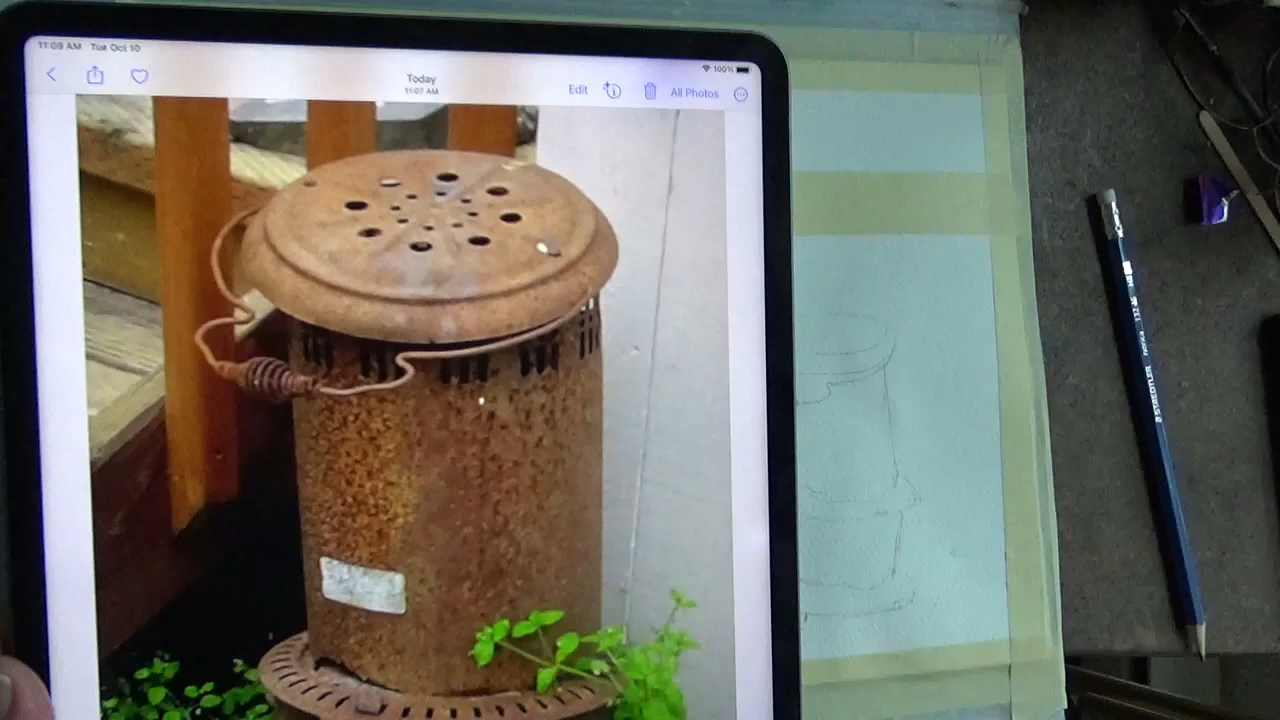 11:09 AM Tue Oct 10
100%
Today
11:07 AM
Edit
All Photos
STAEDTLER